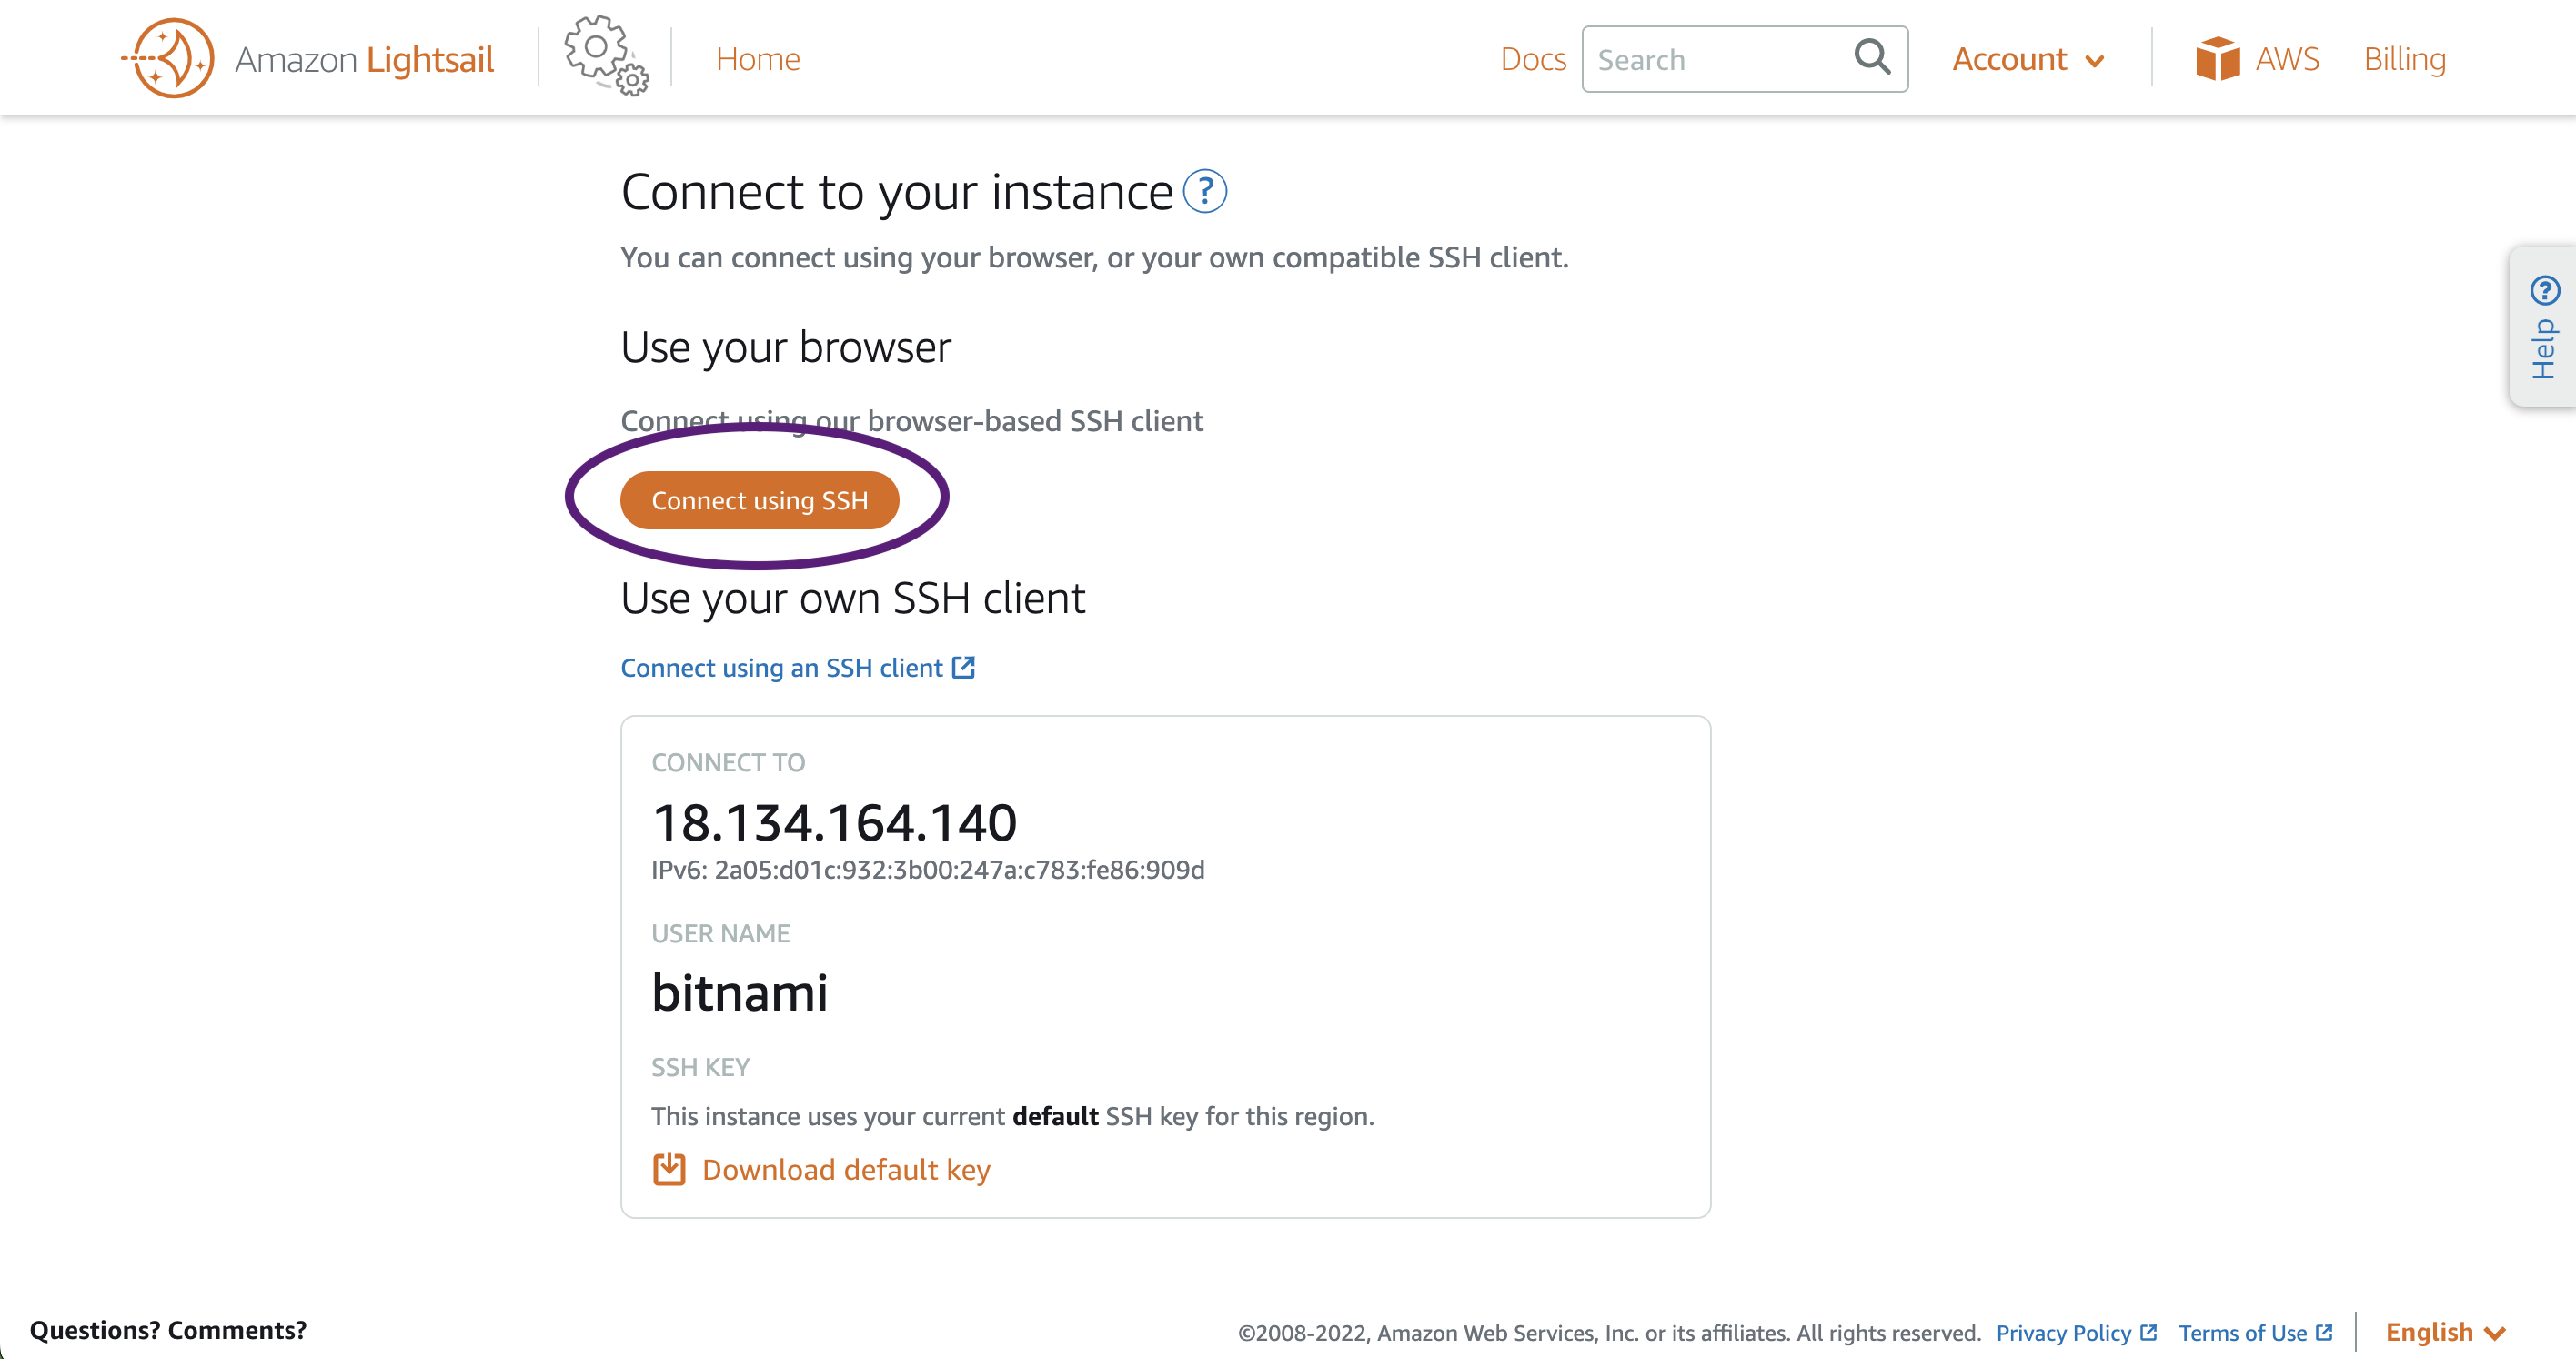 Amazon Lightsail
Home
Docs
Search
Account
AWS
Billing
Connect to your instance ?
You can connect using your browser, or your own compatible SSH client.
? Help
Use your browser
Connect using our browser-based SSH client
Connect using SSH
Use your own SSH client
Connect using an SSH client
CONNECT TO
18.134.164.140
IPv6: 2a05:d01c:932:3b00:247a:c783:fe86:909d
USER NAME
bitnami
SSH KEY
This instance uses your current default SSH key for this region.
Download default key
Questions? Comments?
©2008-2022, Amazon Web Services, Inc. or its affiliates. All rights reserved.
Privacy Policy
Terms of Use
English